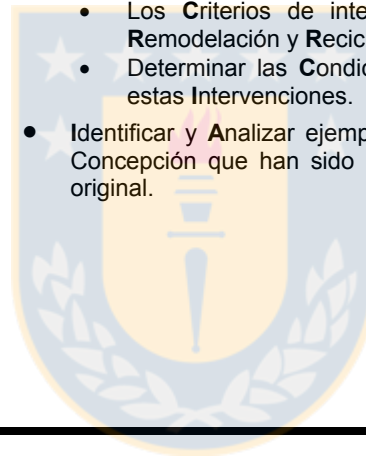 • Los Criterios de inte
Remodelación y Recic
• Determinar las Condic
estas Intervenciones.
• Identificar y Analizar ejemp
Concepción que han sido
original.